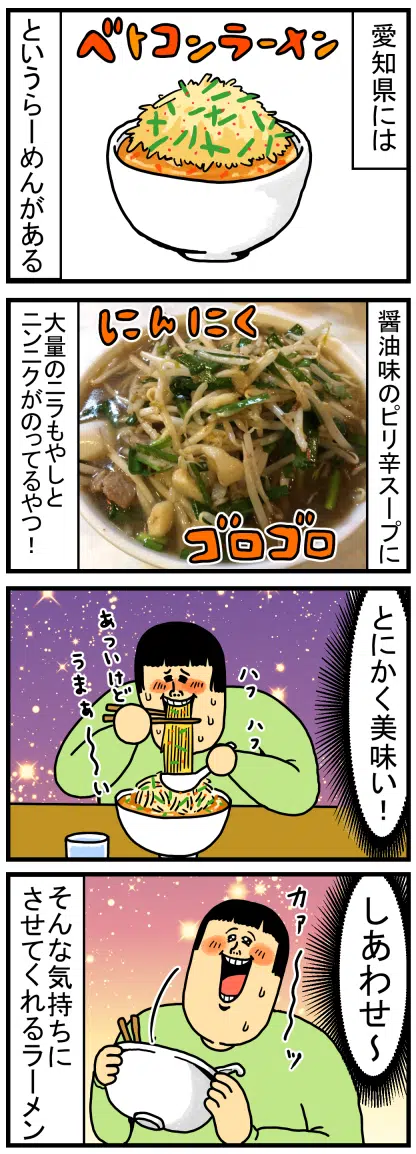 愛知県には
ベトコンラーメン
というらーめんがある
醤油味のピリ辛スープに
にんにく
ゴロゴロ
大量のニラもやしと
ニンニクがのってるやつ！
とにかく美味い！
ハフ
ハフ
あついけど
うまぁ～～い
しあわせ～
カァーーッ
そんな気持ちに
させてくれるラーメン